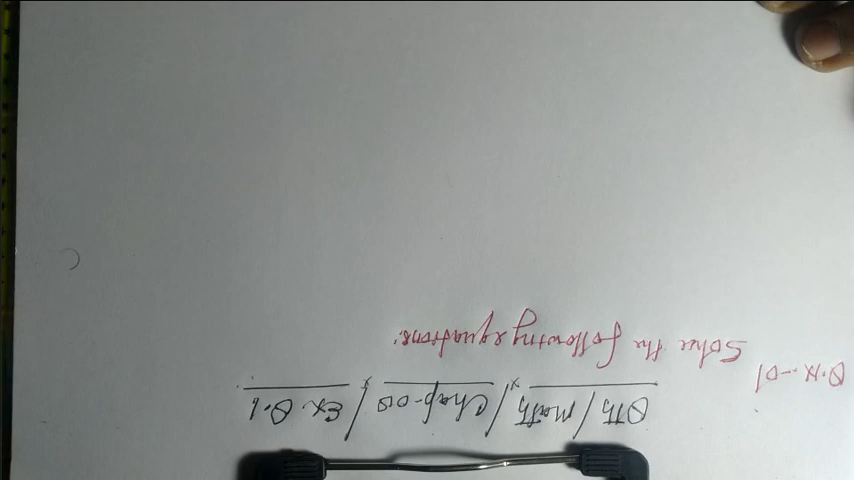 8Th / Math / Chap-08 / Ex. 8.1
Q.N.-01 Solve the following equations.